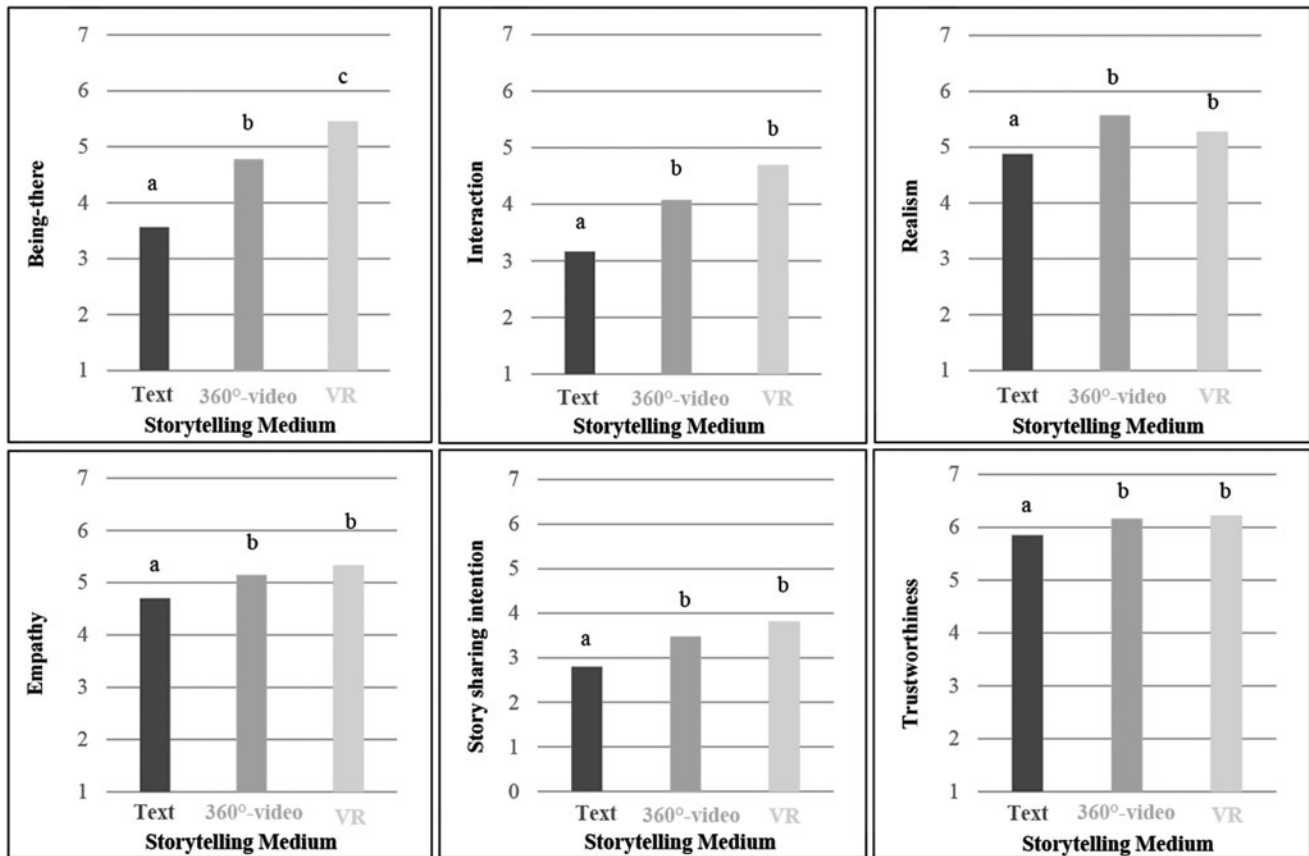 7
6
5
4
3
2
1
Being-there
a
b
c
Text 360°-video VR
Storytelling Medium
7
6
5
4
3
2
1
Interaction
a
b
b
Text 360°-video VR
Storytelling Medium
7
6
5
4
3
2
1
Realism
a
b
b
Text 360°-video VR
Storytelling Medium
7
6
5
4
3
2
1
Empathy
a
b
b
Text 360°-video VR
Storytelling Medium
7
6
5
4
3
2
1
0
Story sharing intention
a
b
b
Text 360°-video VR
Storytelling Medium
7
6
5
4
3
2
1
Trustworthiness
a
b
b
Text 360°-video VR
Storytelling Medium